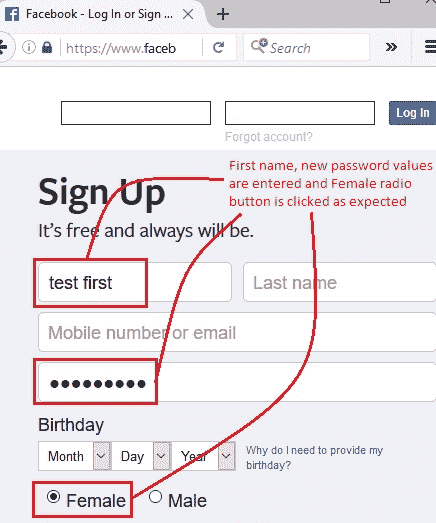 Facebook - Log In or Sign ...
https://www.faceb
Search
Log In
Forgot account?
First name, new password values
are entered and Female radio
button is clicked as expected
Sign Up
It's free and always will be.
test first
Last name
Mobile number or email
●●●●●●●●●
Birthday
Month Day Year
Why do I need to provide my
birthday?
Female Male